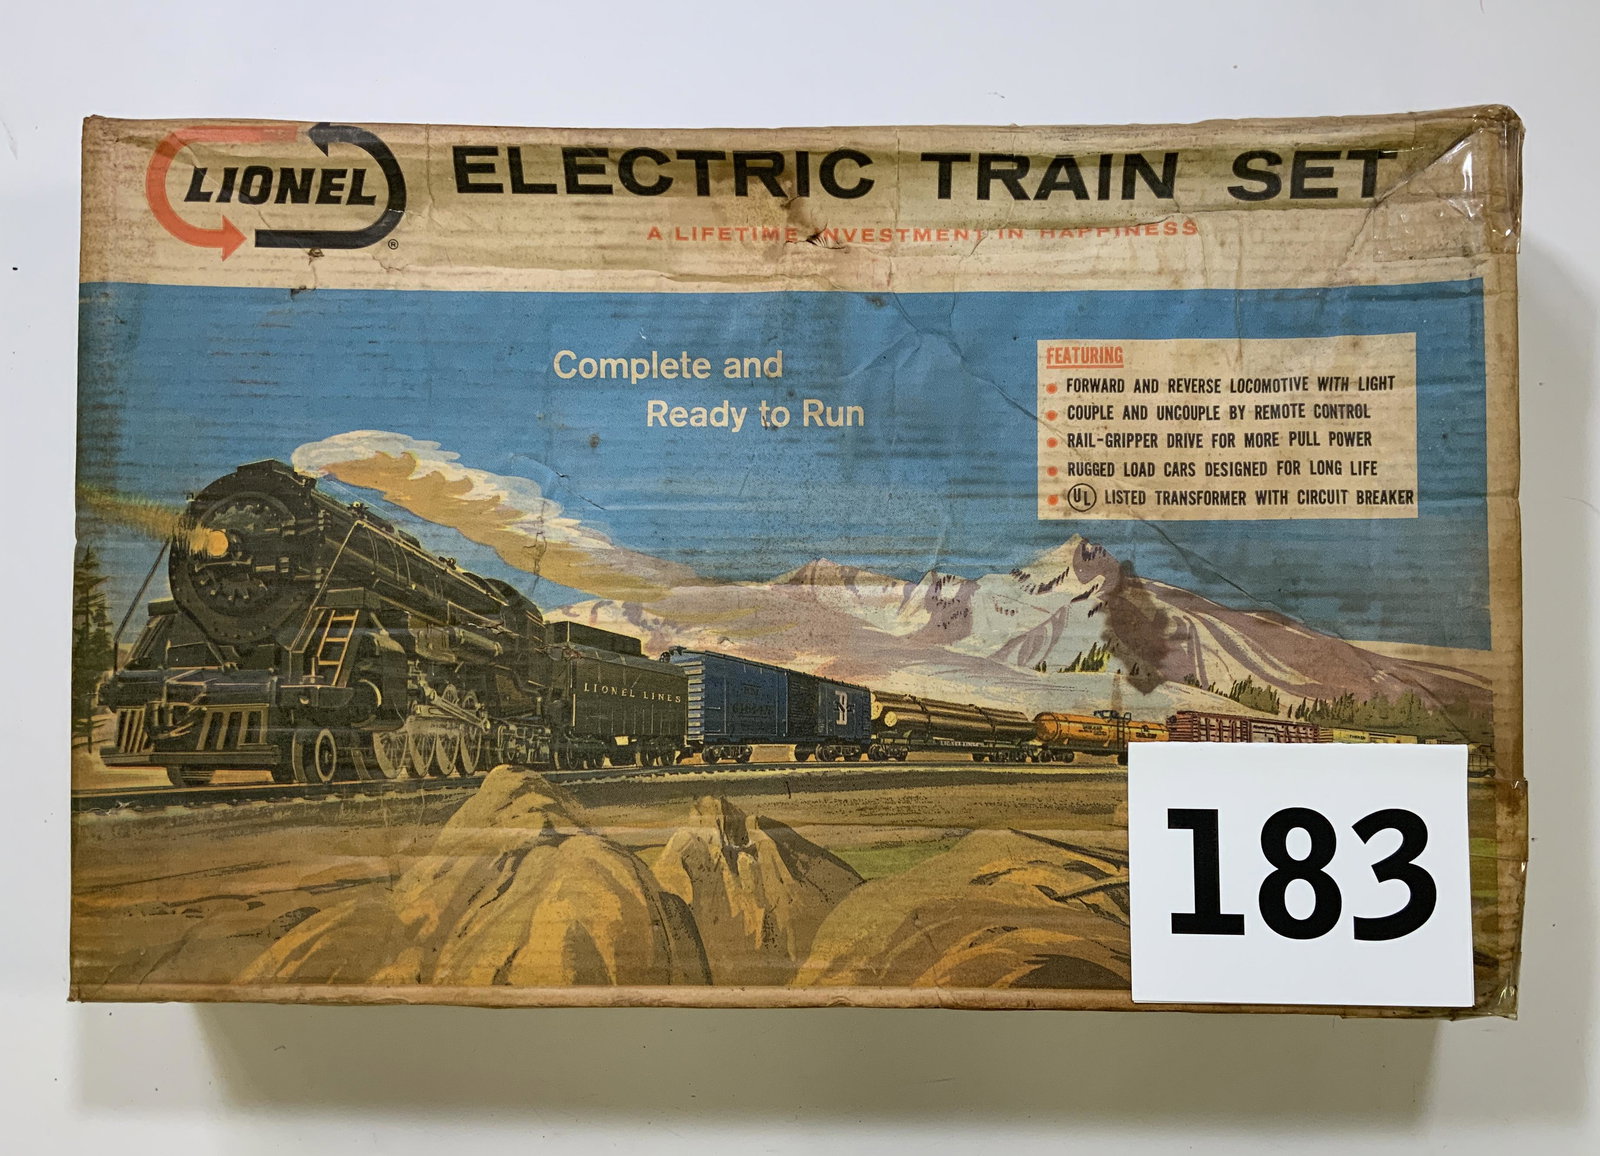 LIONEL
®
ELECTRIC TRAIN SET
A LIFETIME INVESTMENT IN HAPPINESS
Complete and
Ready to Run
FEATURING
FORWARD AND REVERSE LOCOMOTIVE WITH LIGHT
COUPLE AND UNCOUPLE BY REMOTE CONTROL
RAIL-GRIPPER DRIVE FOR MORE PULL POWER
RUGGED LOAD CARS DESIGNED FOR LONG LIFE
UL LISTED TRANSFORMER WITH CIRCUIT BREAKER
LIONEL LINES
183